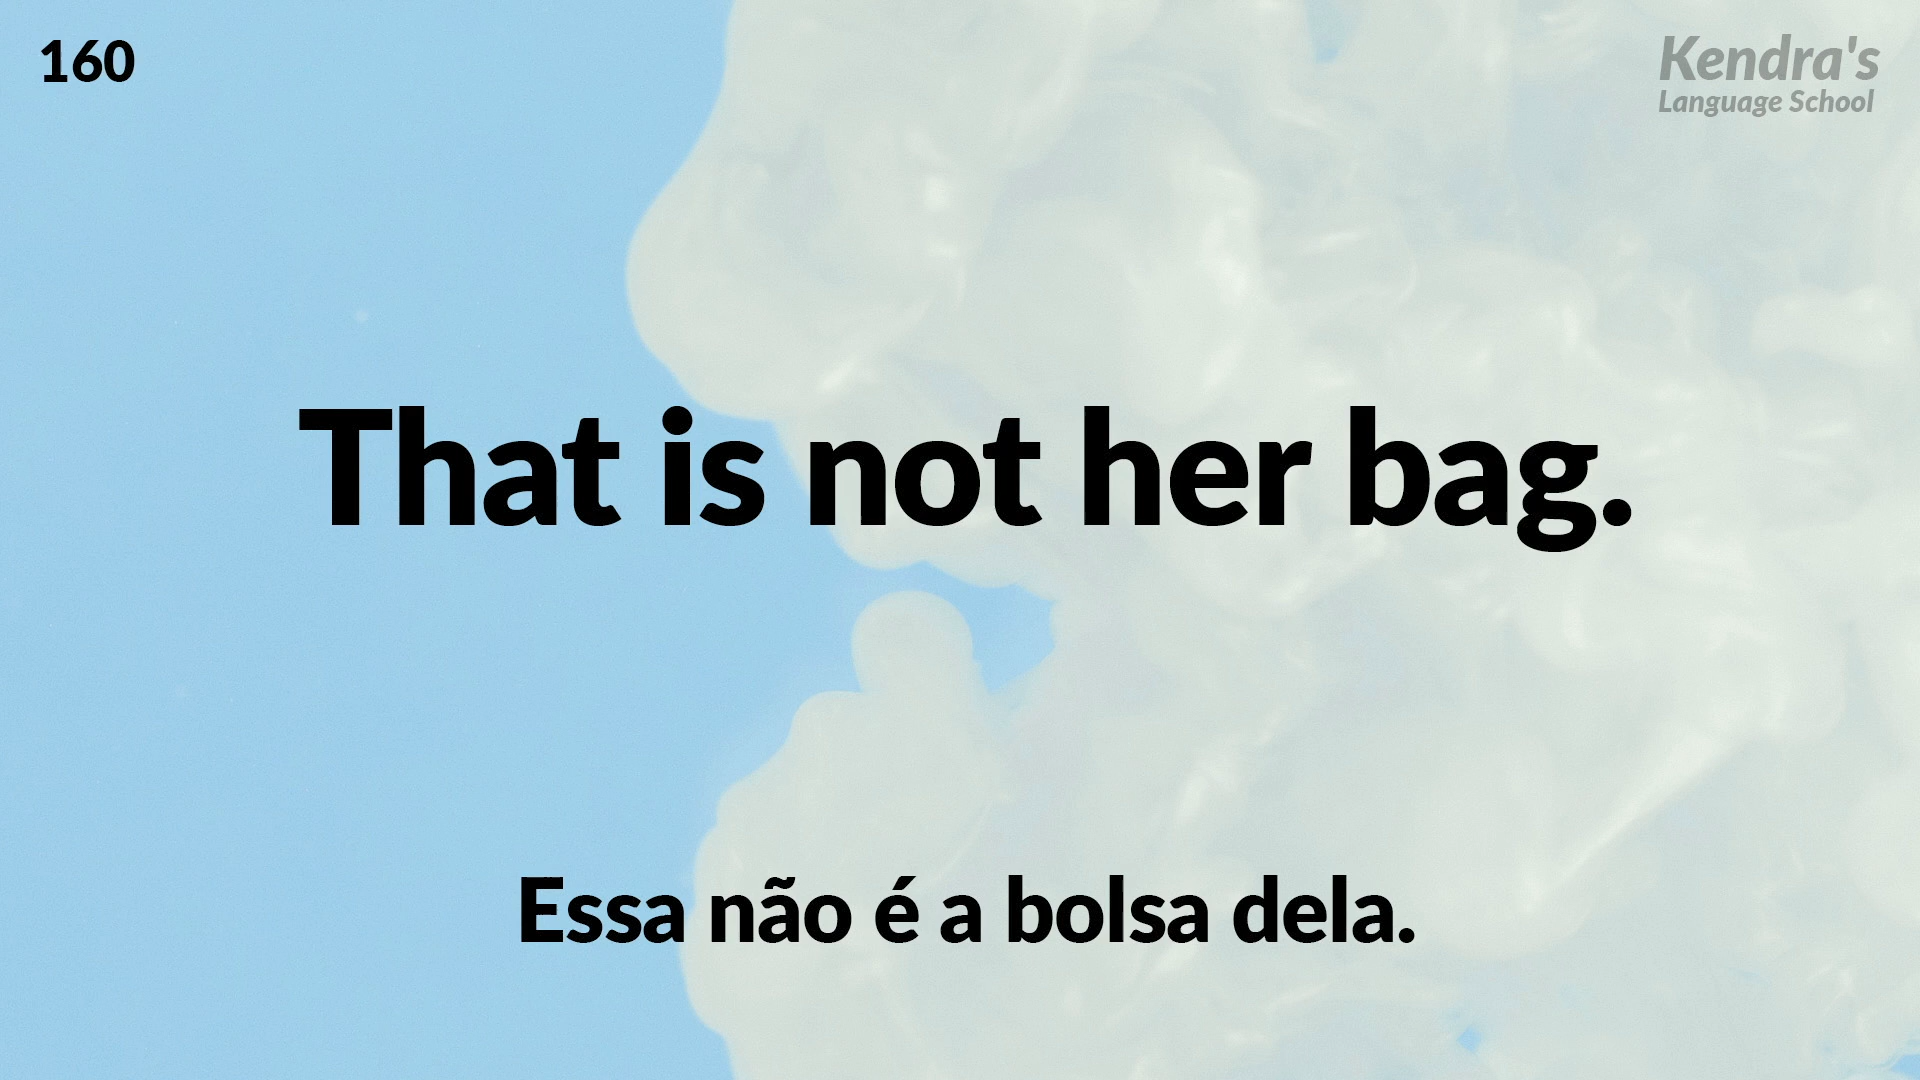 160
Kendra's
Language School
That is not her bag.
Essa não é a bolsa dela.